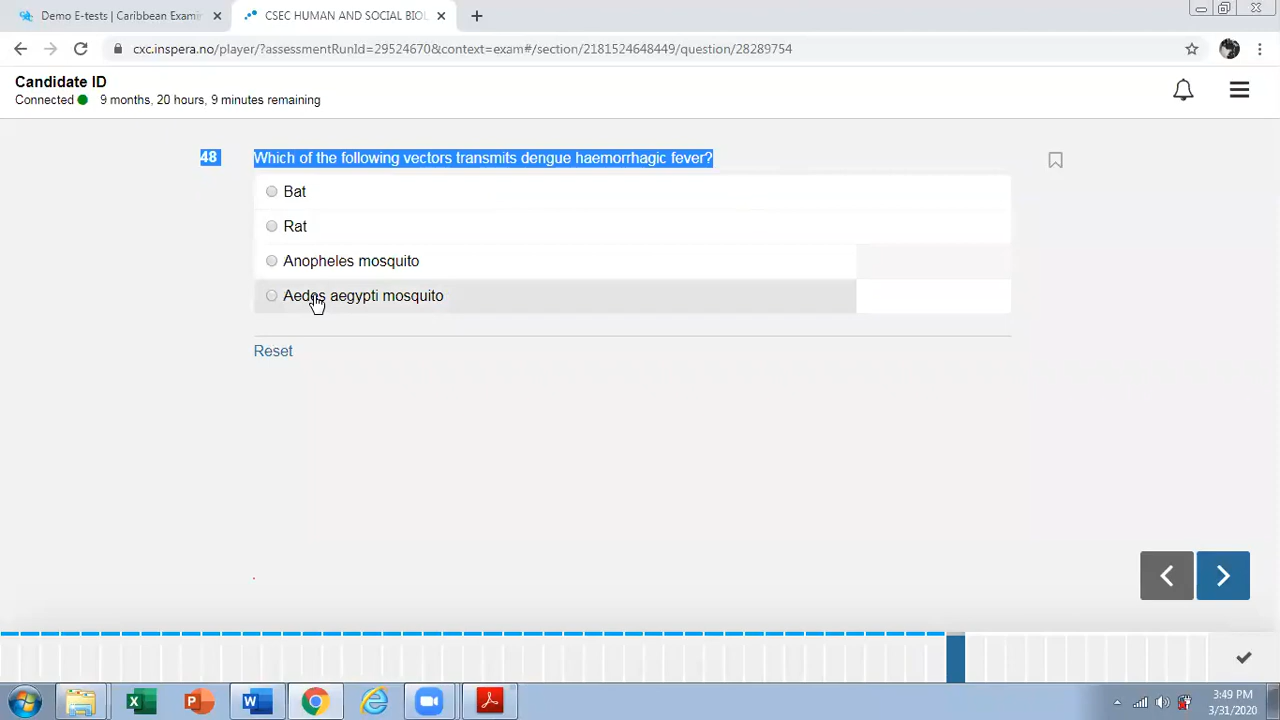 Demo E-tests | Caribbean Exami
CSEC HUMAN AND SOCIAL BIOL
cxc.inspera.no/player/?assessmentRunId=29524670&context=exam#/section/2181524648449/question/28289754
Candidate ID
Connected 9 months, 20 hours, 9 minutes remaining
48 Which of the following vectors transmits dengue haemorrhagic fever?
Bat
Rat
Anopheles mosquito
Aedes aegypti mosquito
Reset
3:49 PM
3/31/2020